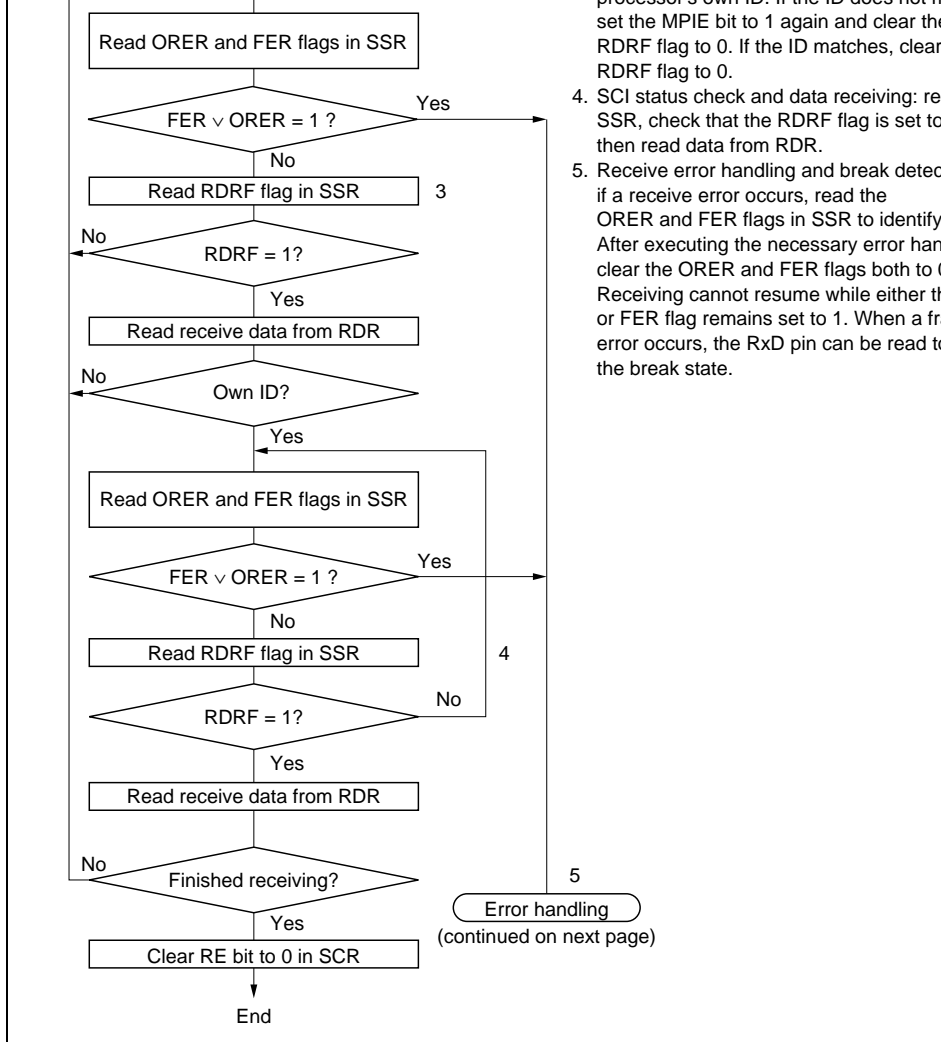 Read ORER and FER flags in SSR
FER ∨ ORER = 1 ?
Yes
No
Read RDRF flag in SSR
3
No
RDRF = 1?
Yes
Read receive data from RDR
No
Own ID?
Yes
Read ORER and FER flags in SSR
FER ∨ ORER = 1 ?
Yes
No
Read RDRF flag in SSR
4
RDRF = 1?
No
Yes
Read receive data from RDR
No
Finished receiving?
Yes
Clear RE bit to 0 in SCR
End
5
Error handling
(continued on next page)
processor's own ID. If the ID does not
set the MPIE bit to 1 again and clear
RDRF flag to 0. If the ID matches, clear
RDRF flag to 0.
4. SCI status check and data receiving:
SSR, check that the RDRF flag is set to
then read data from RDR.
5. Receive error handling and break
if a receive error occurs, read the
ORER and FER flags in SSR to identify
After executing the necessary error
clear the ORER and FER flags both to
Receiving cannot resume while either
or FER flag remains set to 1. When a
error occurs, the RxD pin can be read
the break state.